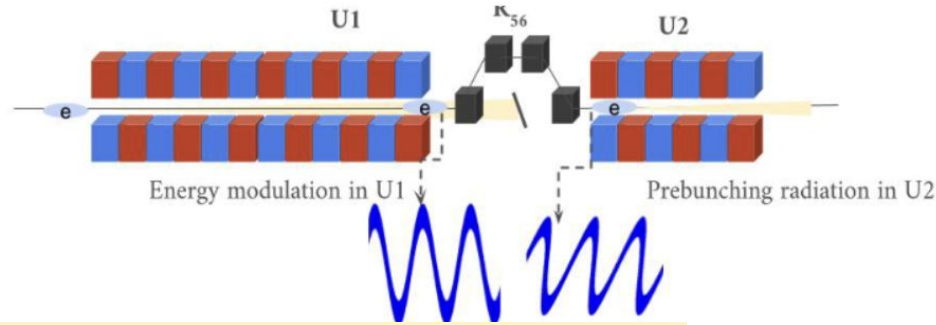 U1
R56
U2
e
e
e
Energy modulation in U1
Prebunching radiation in U2